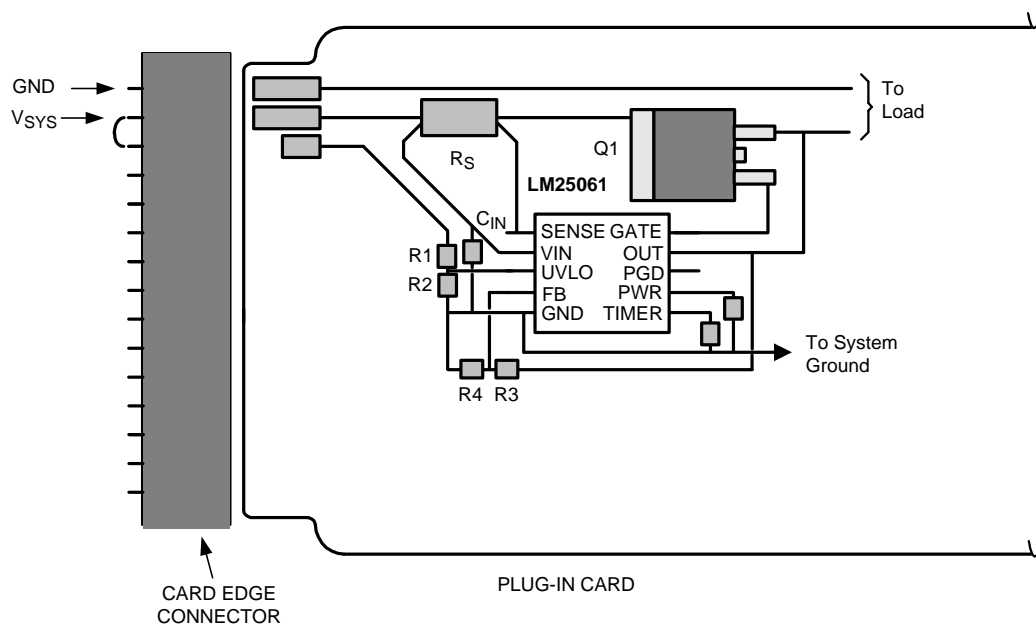 GND
VSYS
RS
Q1
To
Load
LM25061
CIN
SENSE GATE
VIN OUT
UVLO PGD
FB PWR
GND TIMER
R1
R2
R4 R3
To System
Ground
CARD EDGE
CONNECTOR
PLUG-IN CARD